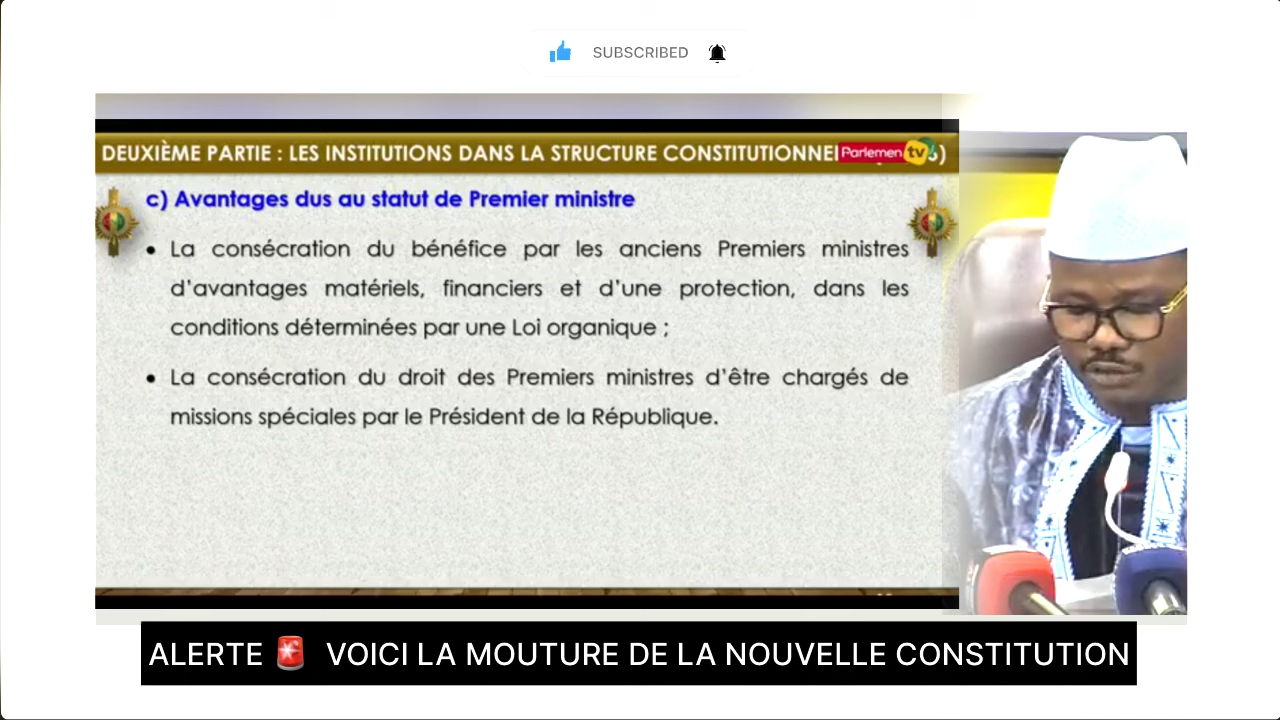 SUBSCRIBED
DEUXIÈME PARTIE : LES INSTITUTIONS DANS LA STRUCTURE CONSTITUTIONNEL
Parlemen tv
c) Avantages dus au statut de Premier ministre
• La consécration du bénéfice par les anciens Premiers ministres
d'avantages matériels, financiers et d'une protection, dans les
conditions déterminées par une Loi organique ;
• La consécration du droit des Premiers ministres d'être chargés de
missions spéciales par le Président de la République.
ALERTE 🚨 VOICI LA MOUTURE DE LA NOUVELLE CONSTITUTION